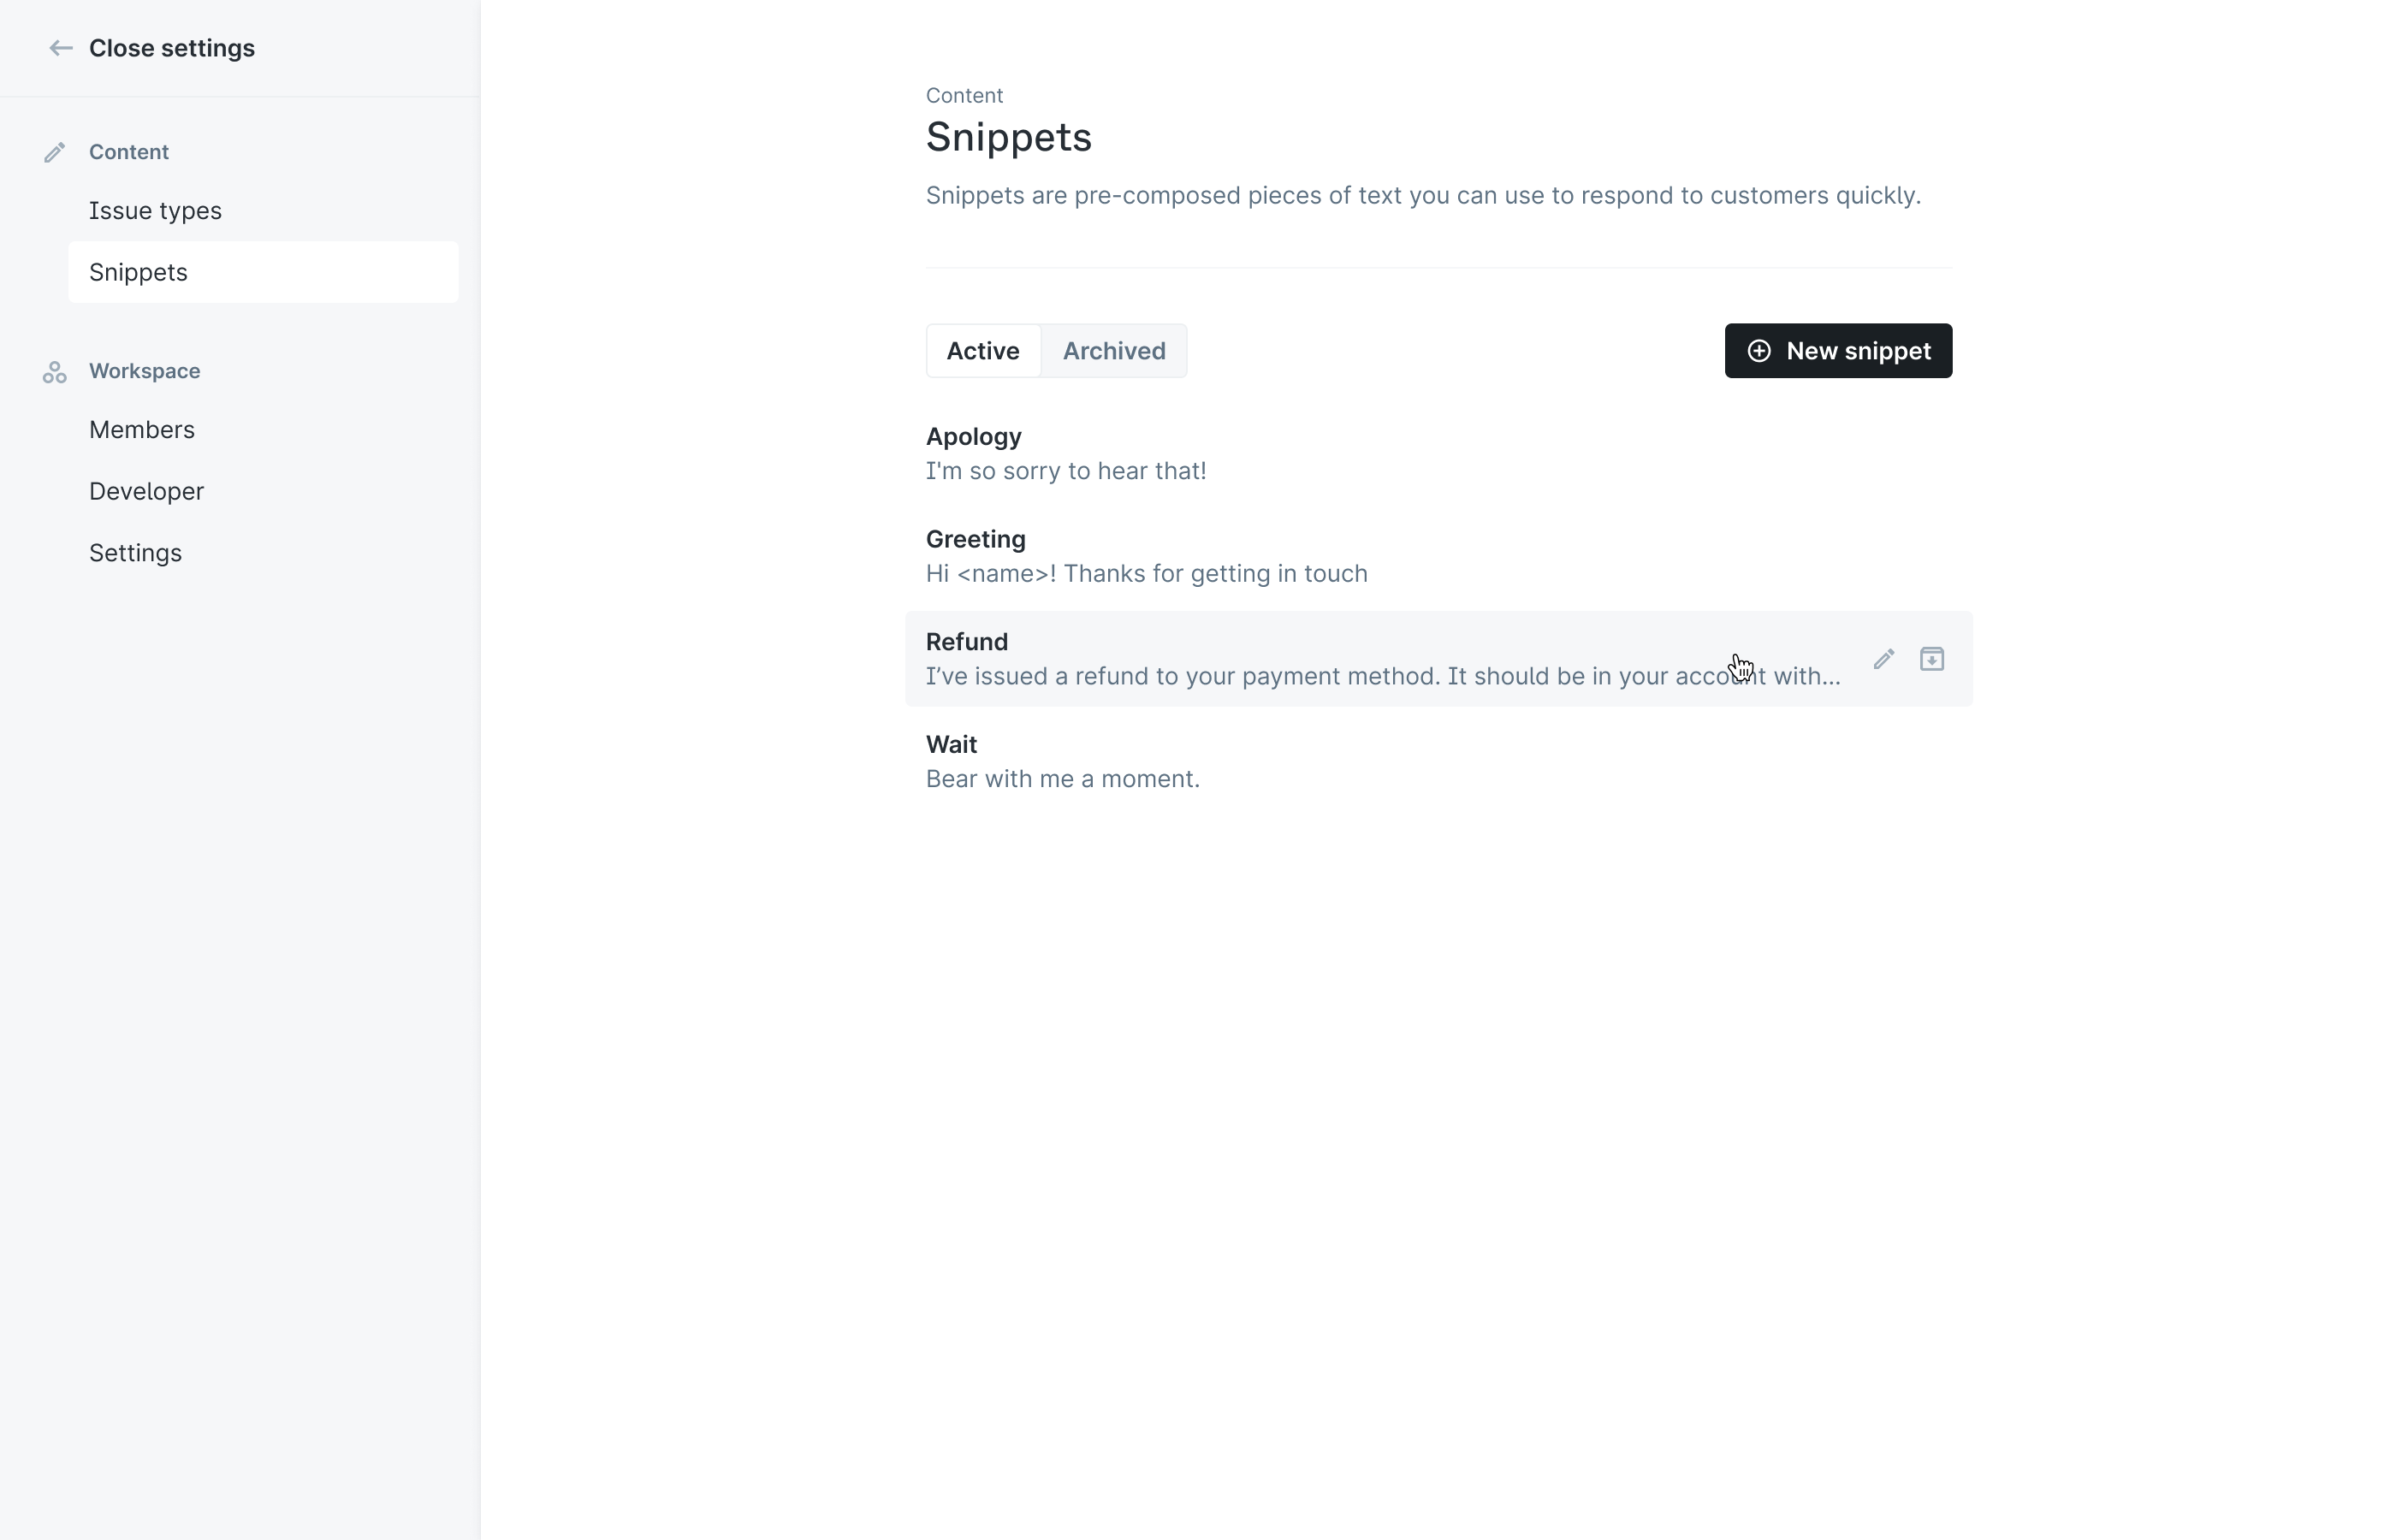 Close settings
Content
Issue types
Snippets
Workspace
Members
Developer
Settings
Content
Snippets
Snippets are pre-composed pieces of text you can use to respond to customers quickly.
Active
Archived
New snippet
Apology
I'm so sorry to hear that!
Greeting
Hi <name>! Thanks for getting in touch
Refund
I’ve issued a refund to your payment method. It should be in your account with...
Wait
Bear with me a moment.